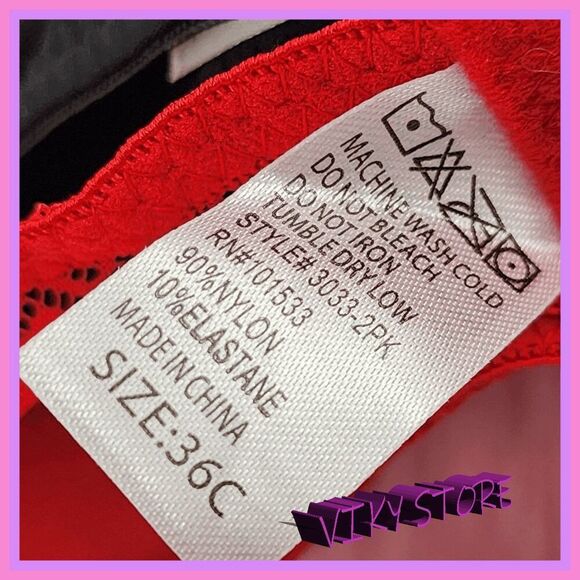 MACHINE WASH COLD
DO NOT BLEACH
DO NOT IRON
TUMBLE DRY LOW
STYLE# 3033-2PK
RN#101533
90%NYLON
10%ELASTANE
MADE IN CHINA
SIZE:36C
VIKY STORE